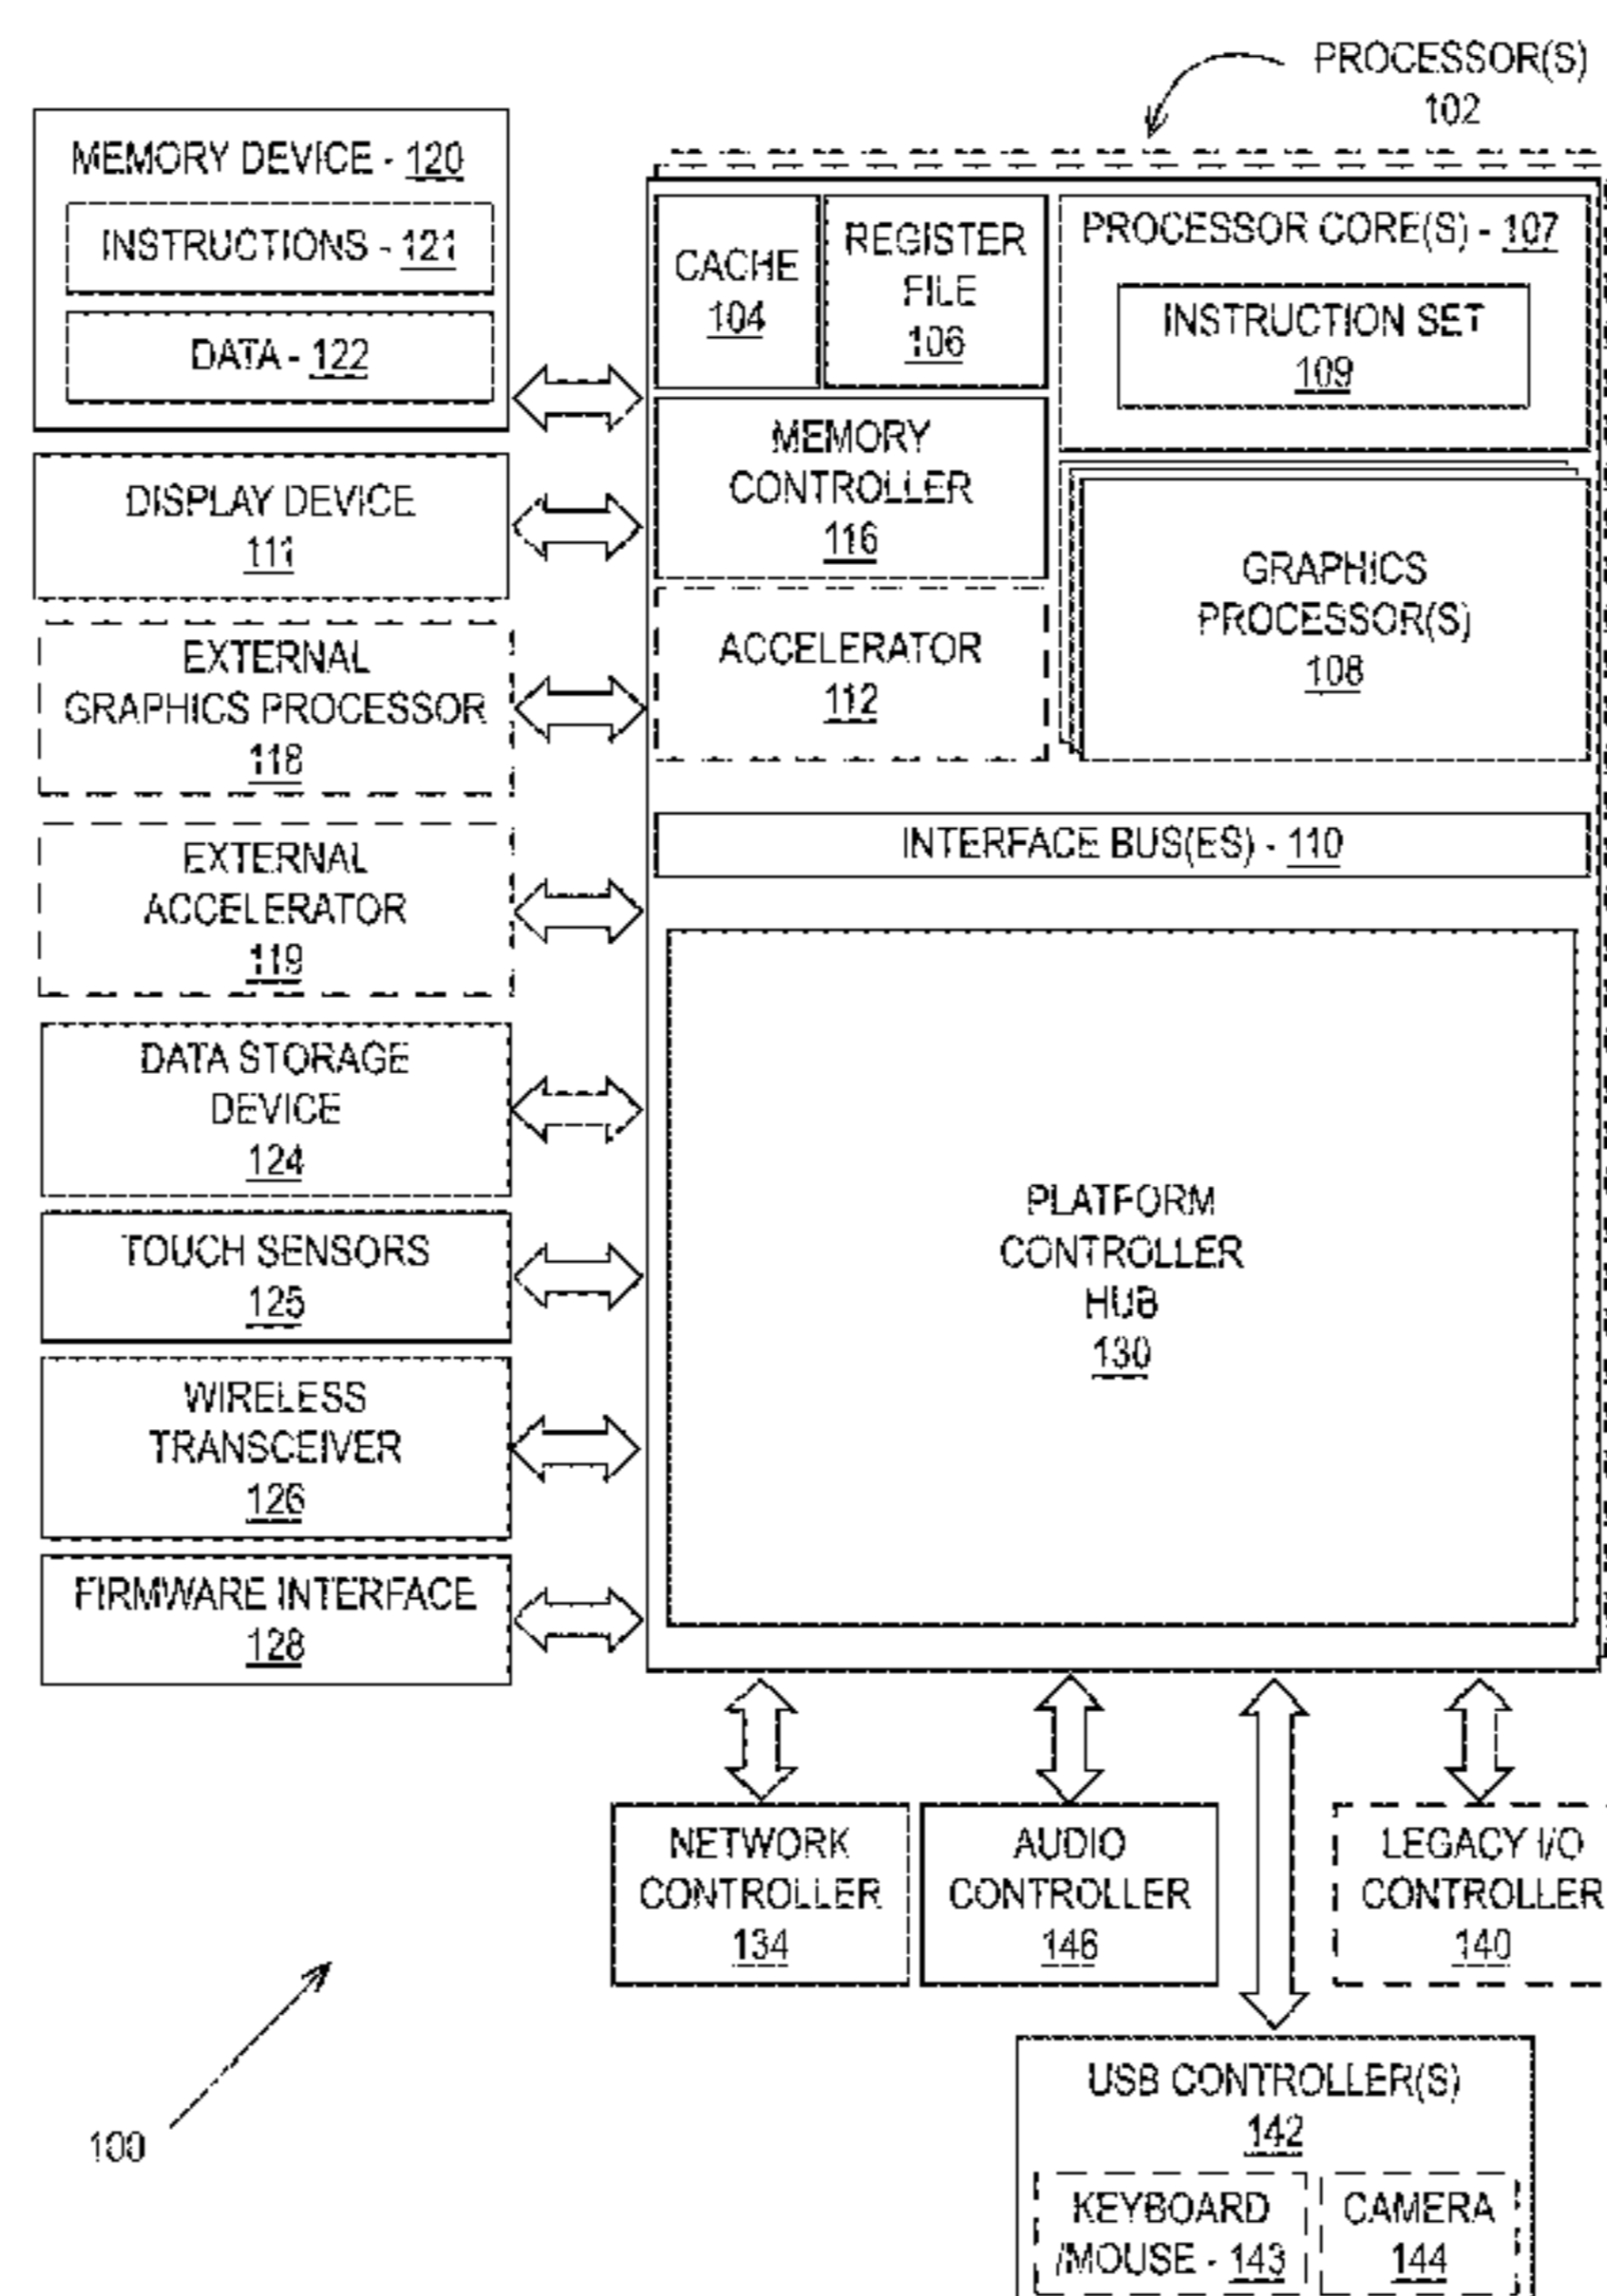 PROCESSOR(S)
102
MEMORY DEVICE - 120
INSTRUCTIONS - 121
DATA - 122
DISPLAY DEVICE
111
EXTERNAL
GRAPHICS PROCESSOR
118
EXTERNAL
ACCELERATOR
119
DATA STORAGE
DEVICE
124
TOUCH SENSORS
125
WIRELESS
TRANSCEIVER
126
FIRMWARE INTERFACE
128
CACHE
104
REGISTER
FILE
106
PROCESSOR CORE(S) - 107
INSTRUCTION SET
109
MEMORY
CONTROLLER
116
ACCELERATOR
112
GRAPHICS
PROCESSOR(S)
108
INTERFACE BUS(ES) - 110
PLATFORM
CONTROLLER
HUB
130
NETWORK
CONTROLLER
134
AUDIO
CONTROLLER
146
LEGACY I/O
CONTROLLER
140
USB CONTROLLER(S)
142
KEYBOARD
/MOUSE - 143
CAMERA
144
100